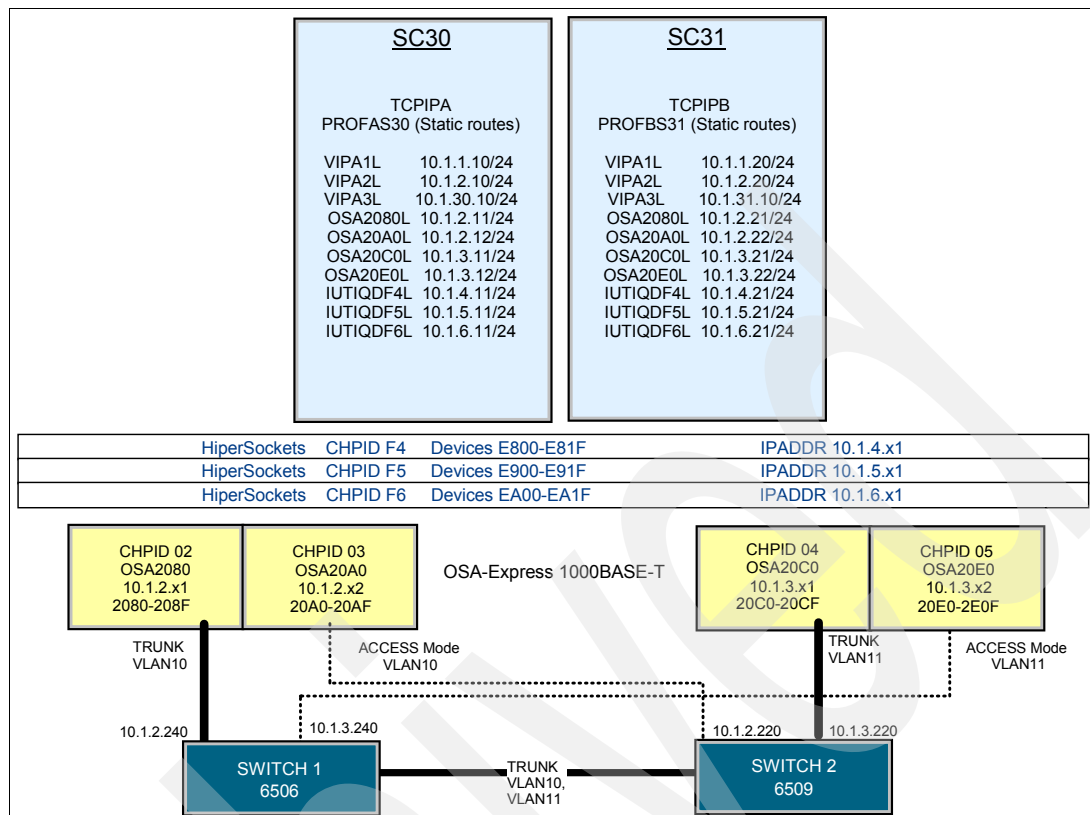 SC30
TCPIPA
PROFAS30 (Static routes)
VIPA1L 10.1.1.10/24
VIPA2L 10.1.2.10/24
VIPA3L 10.1.30.10/24
OSA2080L 10.1.2.11/24
OSA20A0L 10.1.2.12/24
OSA20C0L 10.1.3.11/24
OSA20E0L 10.1.3.12/24
IUTIQDF4L 10.1.4.11/24
IUTIQDF5L 10.1.5.11/24
IUTIQDF6L 10.1.6.11/24
SC31
TCPIPB
PROFBS31 (Static routes)
VIPA1L 10.1.1.20/24
VIPA2L 10.1.2.20/24
VIPA3L 10.1.31.10/24
OSA2080L 10.1.2.21/24
OSA20A0L 10.1.2.22/24
OSA20C0L 10.1.3.21/24
OSA20E0L 10.1.3.22/24
IUTIQDF4L 10.1.4.21/24
IUTIQDF5L 10.1.5.21/24
IUTIQDF6L 10.1.6.21/24
HiperSockets CHPID F4 Devices E800-E81F IPADDR 10.1.4.x1
HiperSockets CHPID F5 Devices E900-E91F IPADDR 10.1.5.x1
HiperSockets CHPID F6 Devices EA00-EA1F IPADDR 10.1.6.x1
CHPID 02
OSA2080
10.1.2.x1
2080-208F
CHPID 03
OSA20A0
10.1.2.x2
20A0-20AF
OSA-Express 1000BASE-T
CHPID 04
OSA20C0
10.1.3.x1
20C0-20CF
CHPID 05
OSA20E0
10.1.3.x2
20E0-2E0F
TRUNK
VLAN10
ACCESS Mode
VLAN10
TRUNK
VLAN11
ACCESS Mode
VLAN11
10.1.2.240
10.1.3.240
10.1.2.220
10.1.3.220
SWITCH 1
6506
TRUNK
VLAN10,
VLAN11
SWITCH 2
6509